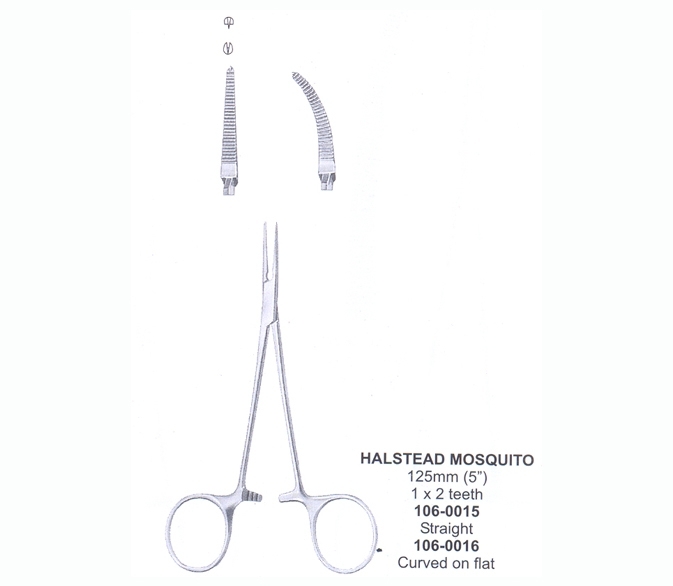 HALSTEAD MOSQUITO
125mm (5”)
1 x 2 teeth
106-0015
Straight
106-0016
Curved on flat